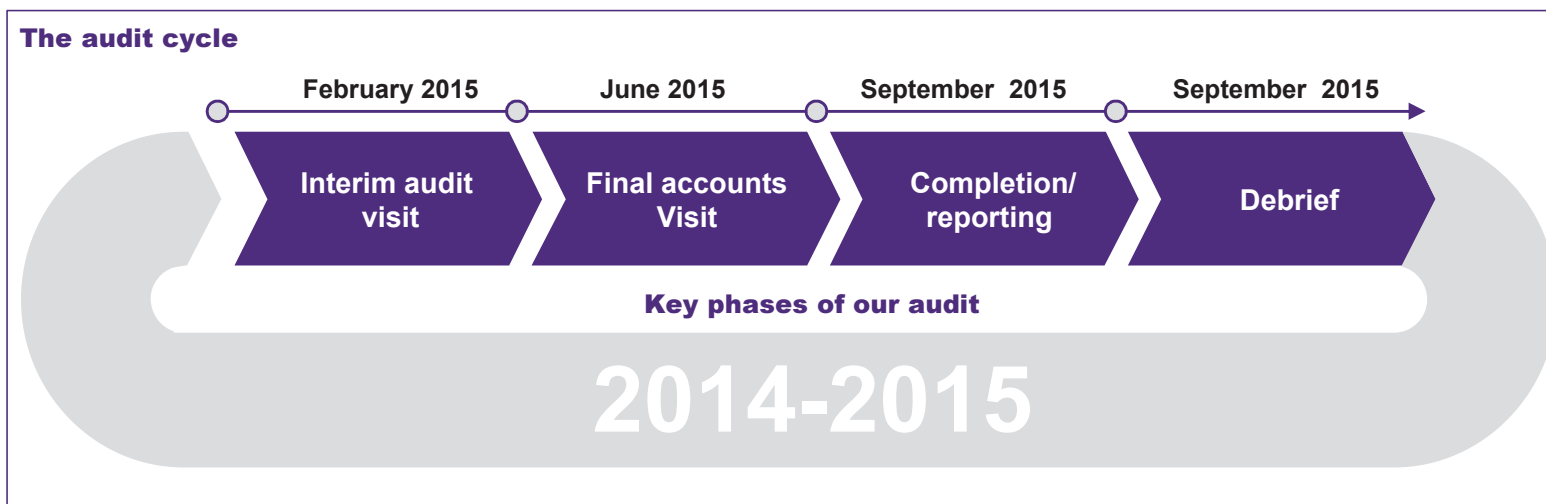 The audit cycle
February 2015 June 2015 September 2015 September 2015
Interim audit
visit
Final accounts
Visit
Completion/
reporting
Debrief
Key phases of our audit
2014-2015